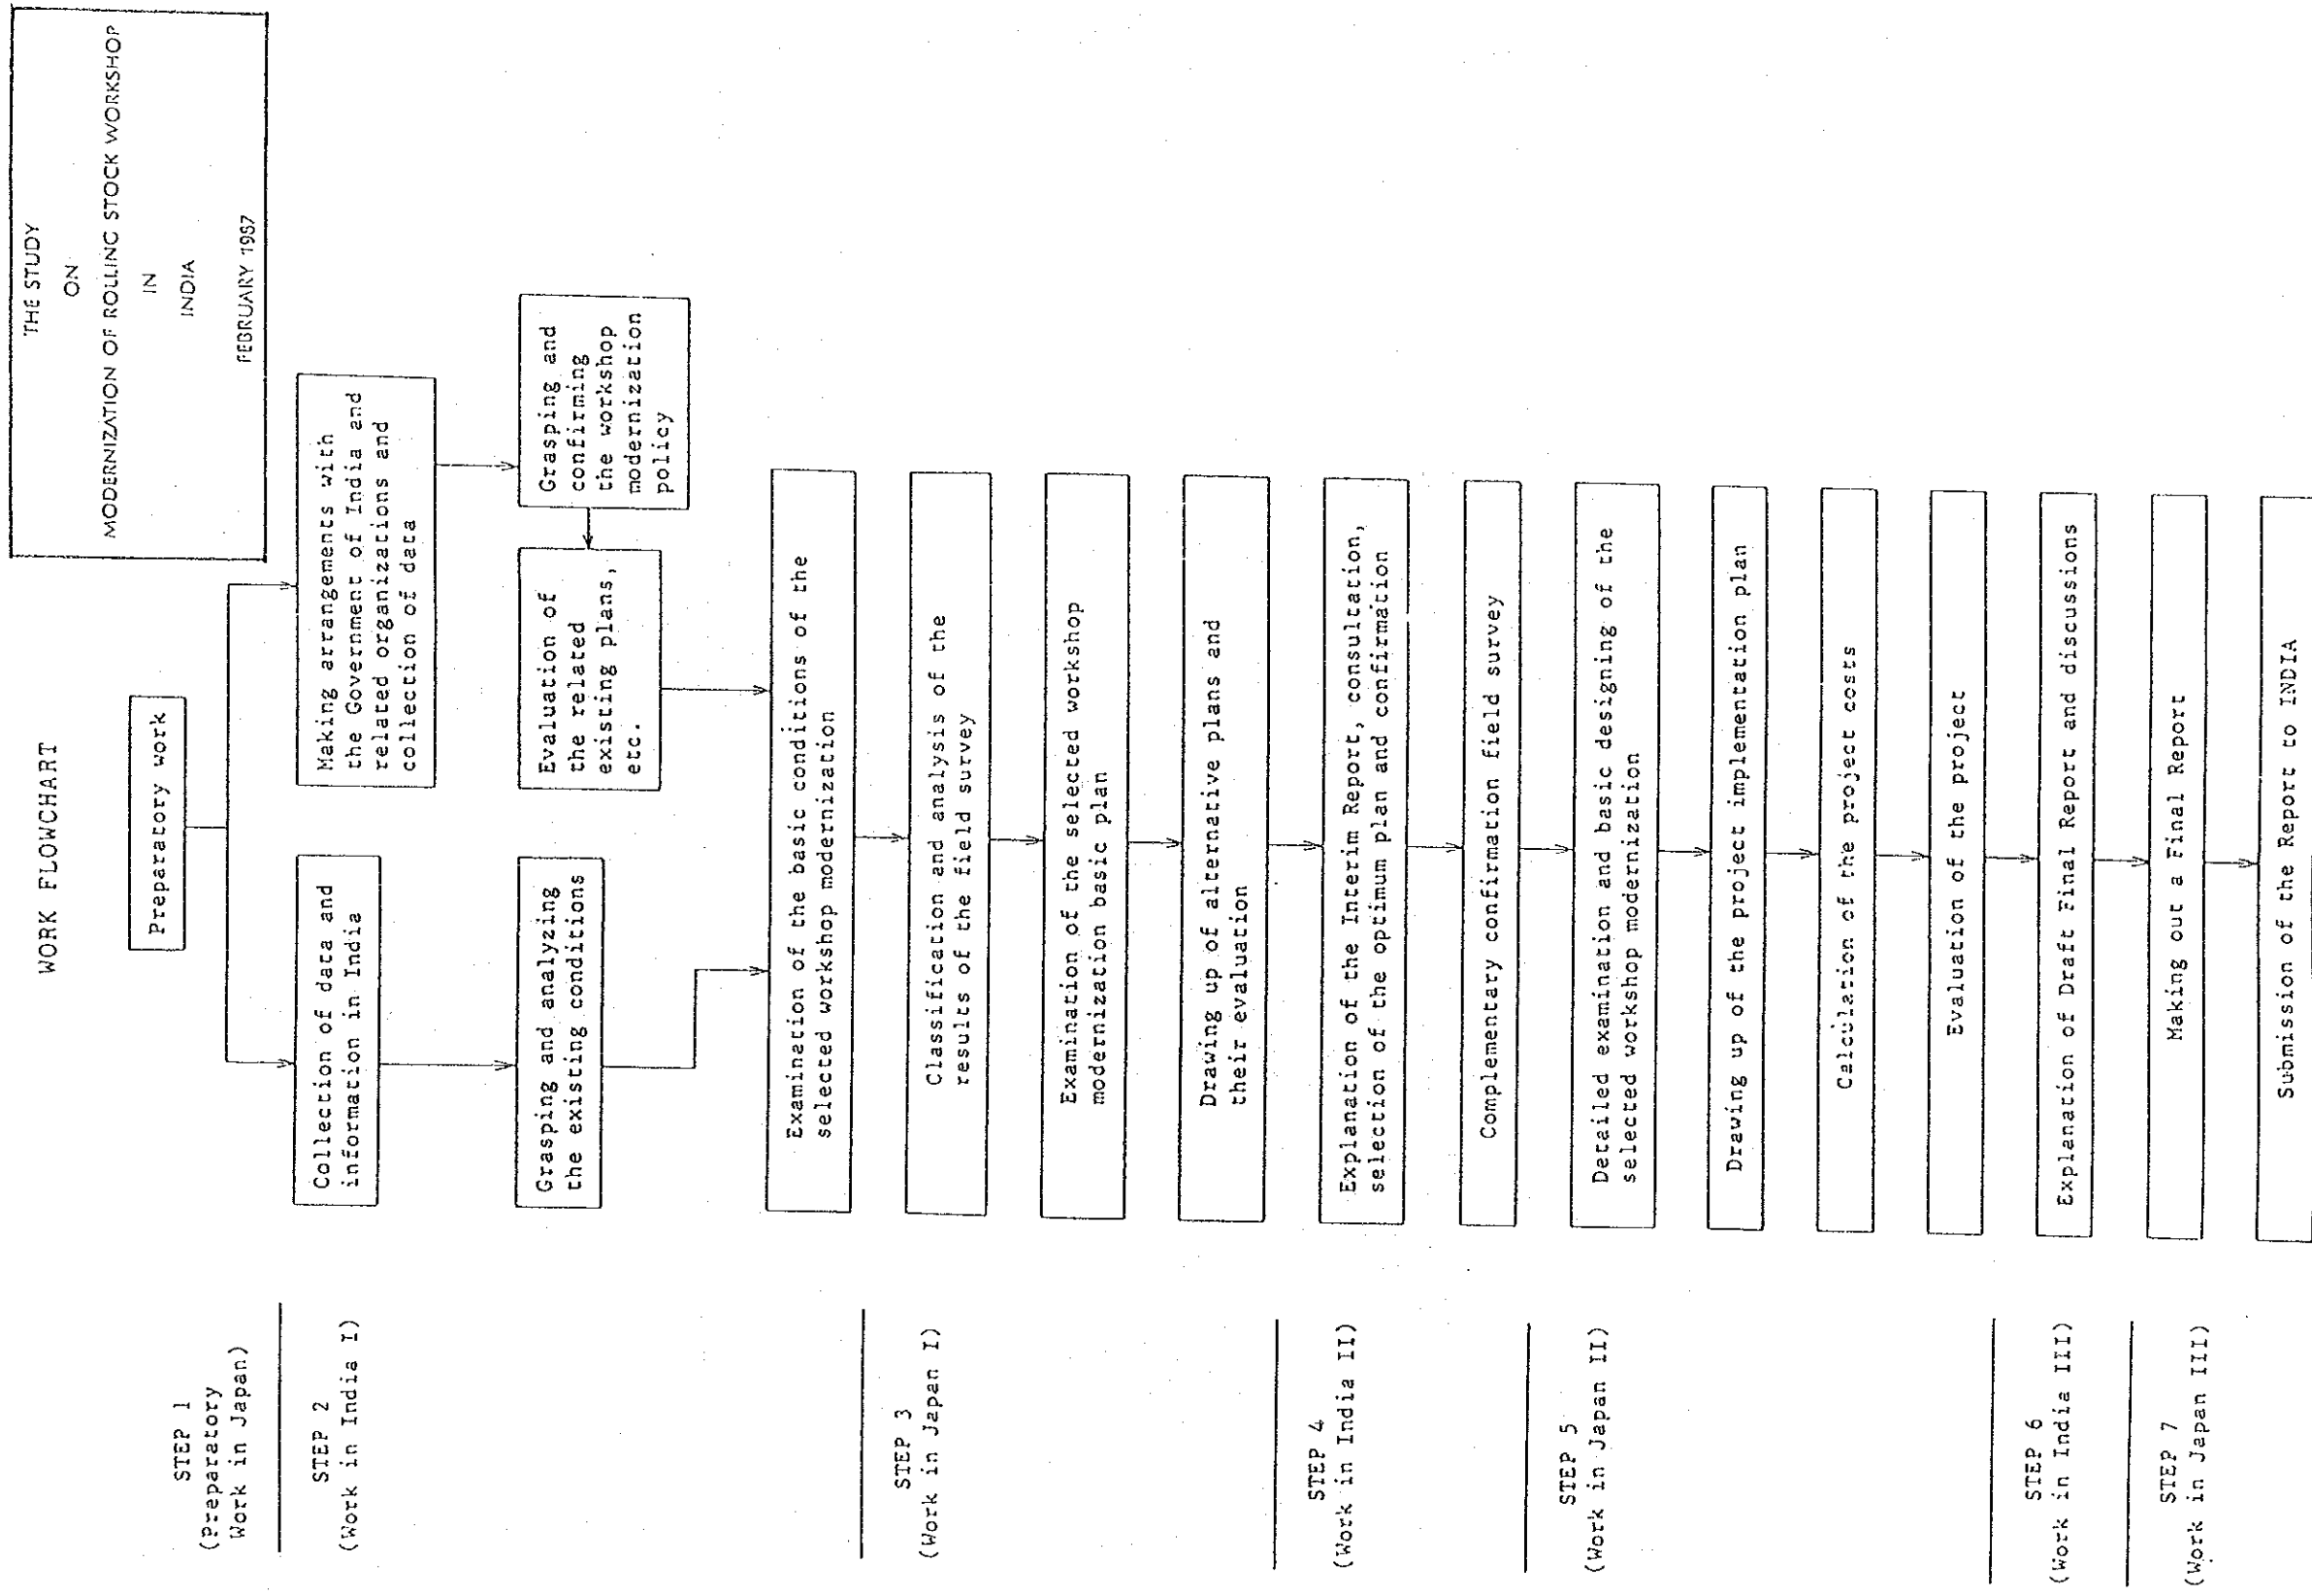 THE STUDY
ON
MODERNIZATION OF ROLLING STOCK WORKSHOP
IN
INDIA
FEBRUARY 1987
WORK FLOWCHART
STEP 1
(Preparatory
Work in Japan)
Preparatory work
STEP 2
(Work in India I)
Collection of data and
information in India
Making arrangements with
the Government of India and
related organizations and
collection of data
Grasping and analyzing
the existing conditions
Evaluation of
the related
existing plans,
etc.
Grasping and
confirming
the workshop
modernization
policy
Examination of the basic conditions of the
selected workshop modernization
STEP 3
(Work in Japan I)
Classification and analysis of the
results of the field survey
Examination of the selected workshop
modernization basic plan
Drawing up of alternative plans and
their evaluation
STEP 4
(Work in India II)
Explanation of the Interim Report, consultation,
selection of the optimum plan and confirmation
Complementary confirmation field survey
STEP 5
(Work in Japan II)
Detailed examination and basic designing of the
selected workshop modernization
Drawing up of the project implementation plan
Calculation of the project costs
Evaluation of the project
STEP 6
(Work in India III)
Explanation of Draft Final Report and discussions
STEP 7
(Work in Japan III)
Making out a Final Report
Submission of the Report to INDIA